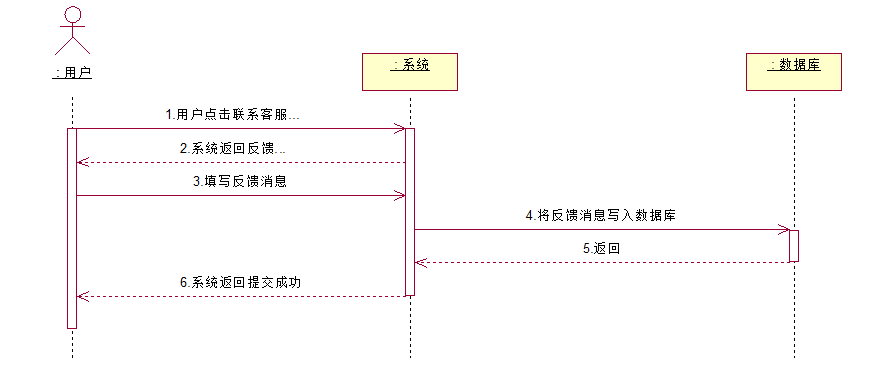 : 用户
: 系统
: 数据库
1.用户点击联系客服...
2.系统返回反馈...
3.填写反馈消息
4.将反馈消息写入数据库
5.返回
6.系统返回提交成功